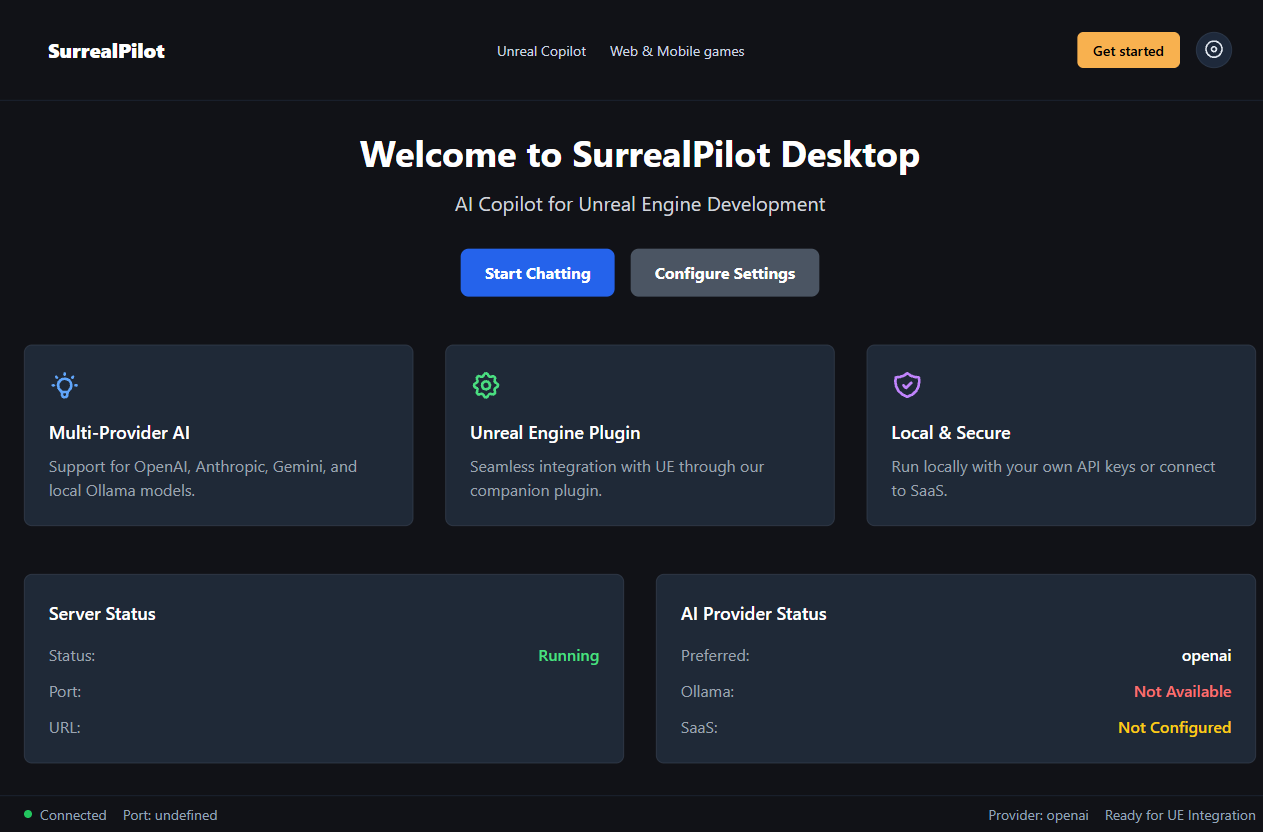 SurrealPilot
Unreal Copilot
Web & Mobile games
Get started
Welcome to SurrealPilot Desktop
AI Copilot for Unreal Engine Development
Start Chatting
Configure Settings
Multi-Provider AI
Support for OpenAI, Anthropic, Gemini, and
local Ollama models.
Unreal Engine Plugin
Seamless integration with UE through our
companion plugin.
Local & Secure
Run locally with your own API keys or connect
to SaaS.
Server Status
Status: Running
Port:
URL:
AI Provider Status
Preferred: openai
Ollama: Not Available
SaaS: Not Configured
Connected Port: undefined
Provider: openai Ready for UE Integration